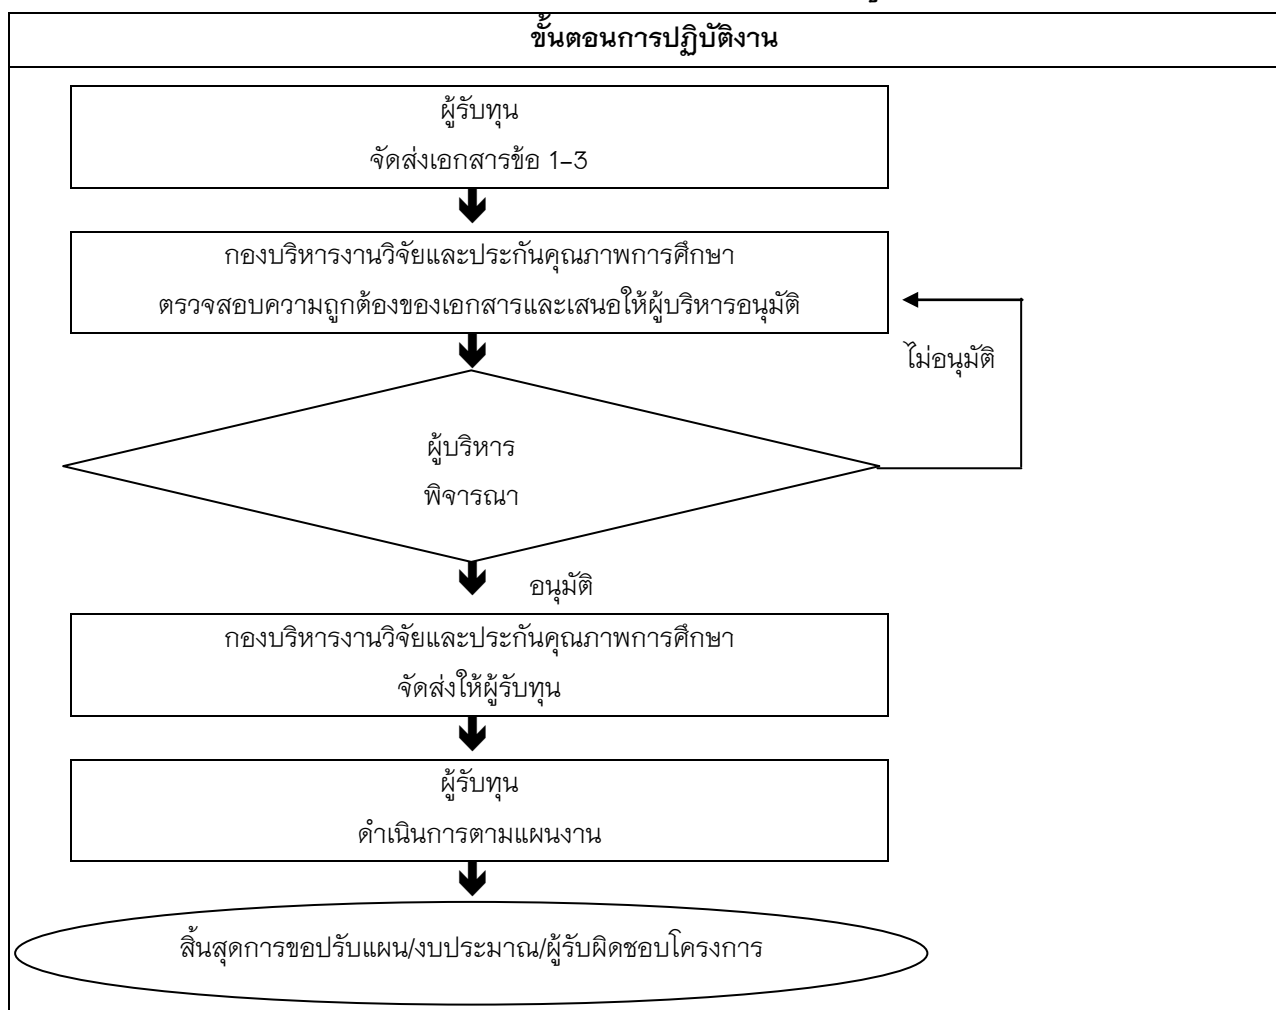 ขั้นตอนการปฏิบัติงาน
ผู้รับทุน
จัดส่งเอกสารข้อ 1-3
กองบริหารงานวิจัยและประกันคุณภาพการศึกษา
ตรวจสอบความถูกต้องของเอกสารและเสนอให้ผู้บริหารอนุมัติ
ไม่อนุมัติ
ผู้บริหาร
พิจารณา
อนุมัติ
กองบริหารงานวิจัยและประกันคุณภาพการศึกษา
จัดส่งให้ผู้รับทุน
ผู้รับทุน
ดำเนินการตามแผนงาน
สิ้นสุดการขอปรับแผน/งบประมาณ/ผู้รับผิดชอบโครงการ